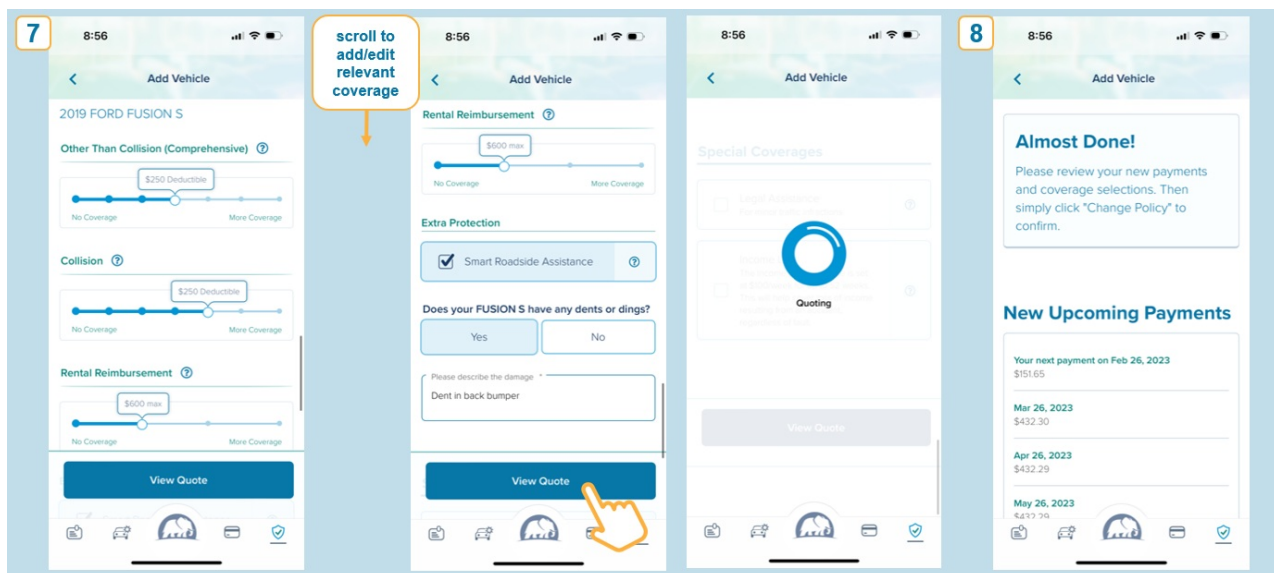 7
8:56
Add Vehicle
2019 FORD FUSION S
Other Than Collision (Comprehensive) ?
$250 Deductible
No Coverage More Coverage
Collision ?
$250 Deductible
No Coverage More Coverage
Rental Reimbursement ?
$600 max
No Coverage More Coverage
View Quote
scroll to
add/edit
relevant
coverage
8:56
Add Vehicle
Rental Reimbursement ?
$600 max
No Coverage More Coverage
Extra Protection
Smart Roadside Assistance ?
Does your FUSION S have any dents or dings?
Yes No
Please describe the damage *
Dent in back bumper
View Quote
8:56
Add Vehicle
Special Coverages
Legal Assistance
?
?
Quoting
View Quote
8
8:56
Add Vehicle
Almost Done!
Please review your new payments
and coverage selections. Then
simply click "Change Policy" to
confirm.
New Upcoming Payments
Your next payment on Feb 26, 2023
$151.65
Mar 26, 2023
$432.30
Apr 26, 2023
$432.29
May 26, 2023
$432.29